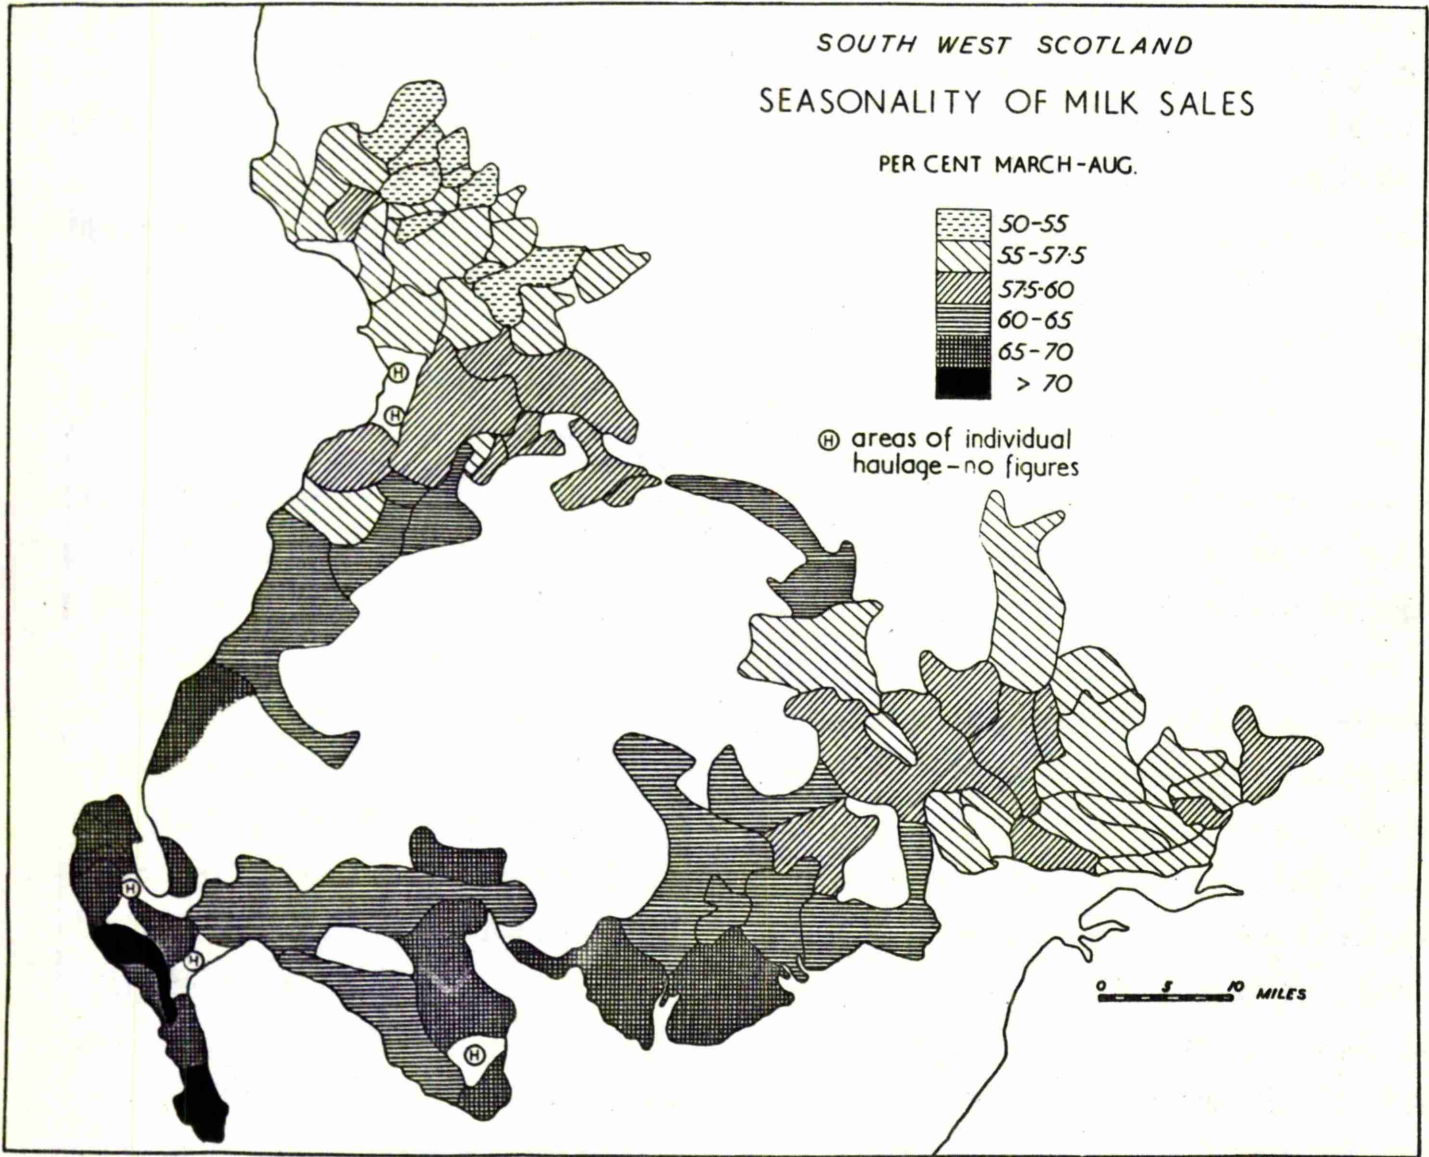 SOUTH WEST SCOTLAND
SEASONALITY OF MILK SALES
PER CENT MARCH-AUG.
50-55
55-57·5
57·5-60
60-65
65-70
> 70
Ⓗ areas of individual
haulage-no figures
Ⓗ
Ⓗ
Ⓗ
Ⓗ
Ⓗ
0 5 10 MILES